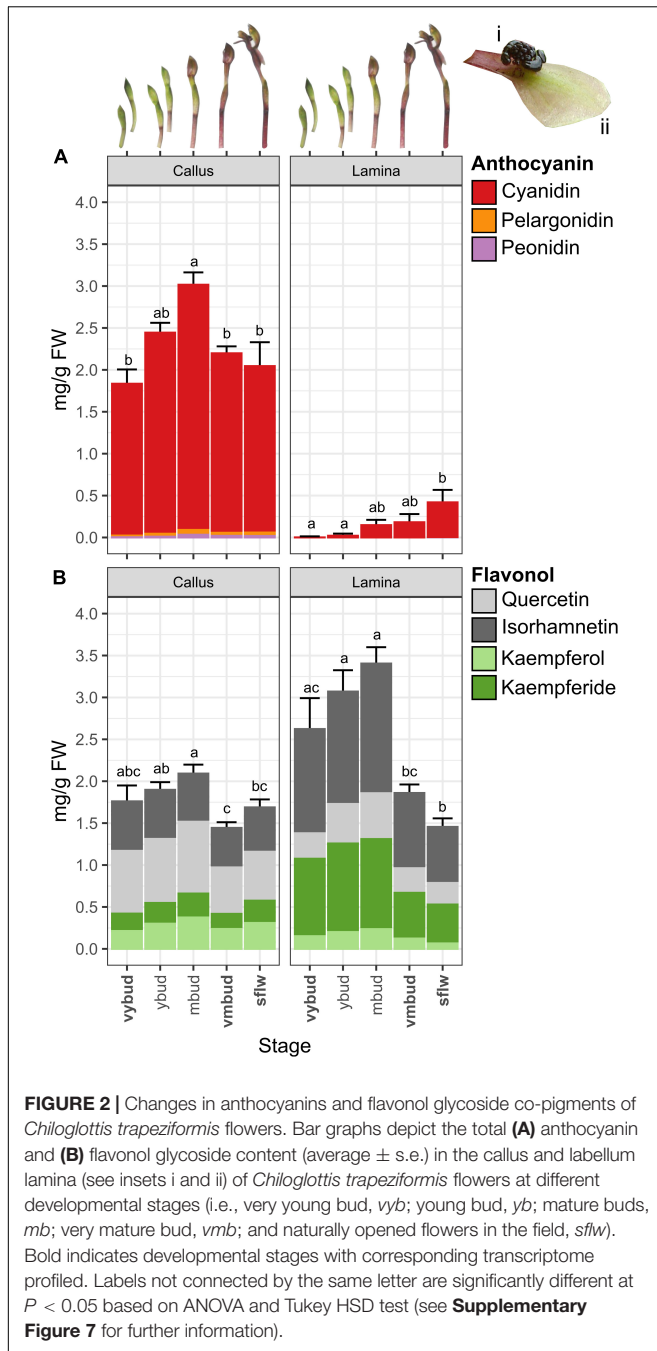 i
ii
A
Callus
Lamina
Anthocyanin
Cyanidin
Pelargonidin
Peonidin
4.0
3.5
3.0
2.5
2.0
1.5
1.0
0.5
0.0
mg/g FW
b
ab
a
b
b
a
a
ab
ab
b
B
Callus
Lamina
Flavonol
Quercetin
Isorhamnetin
Kaempferol
Kaempferide
4.0
3.5
3.0
2.5
2.0
1.5
1.0
0.5
0.0
mg/g FW
abc
ab
a
c
bc
ac
a
a
bc
b
vybud
ybud
mbud
vmbud
sflw
vybud
ybud
mbud
vmbud
sflw
Stage
FIGURE 2 | Changes in anthocyanins and flavonol glycoside co-pigments of
Chiloglottis trapeziformis flowers. Bar graphs depict the total (A) anthocyanin
and (B) flavonol glycoside content (average ± s.e.) in the callus and labellum
lamina (see insets i and ii) of Chiloglottis trapeziformis flowers at different
developmental stages (i.e., very young bud, vyb; young bud, yb; mature buds,
mb; very mature bud, vmb; and naturally opened flowers in the field, sflw).
Bold indicates developmental stages with corresponding transcriptome
profiled. Labels not connected by the same letter are significantly different at
P < 0.05 based on ANOVA and Tukey HSD test (see Supplementary
Figure 7 for further information).